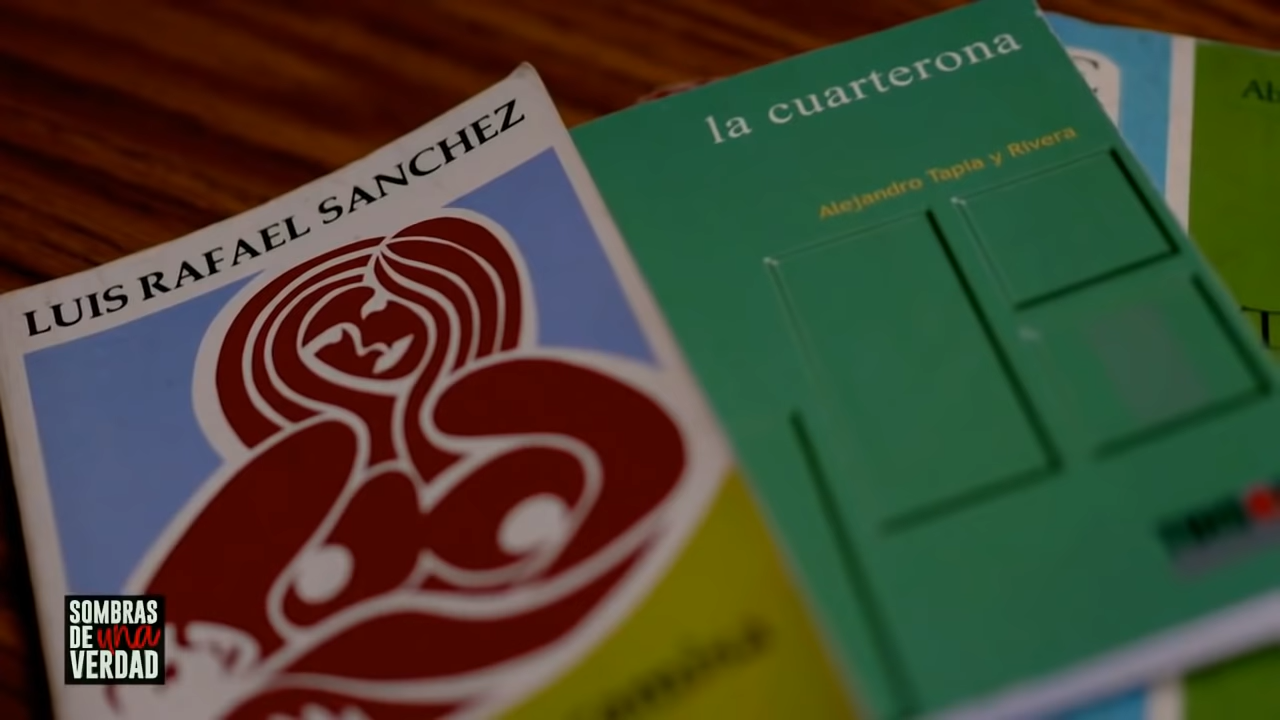 LUIS RAFAEL SANCHEZ
la cuarterona
Alejandro Tapia y Rivera
SOMBRAS
DE una
VERDAD